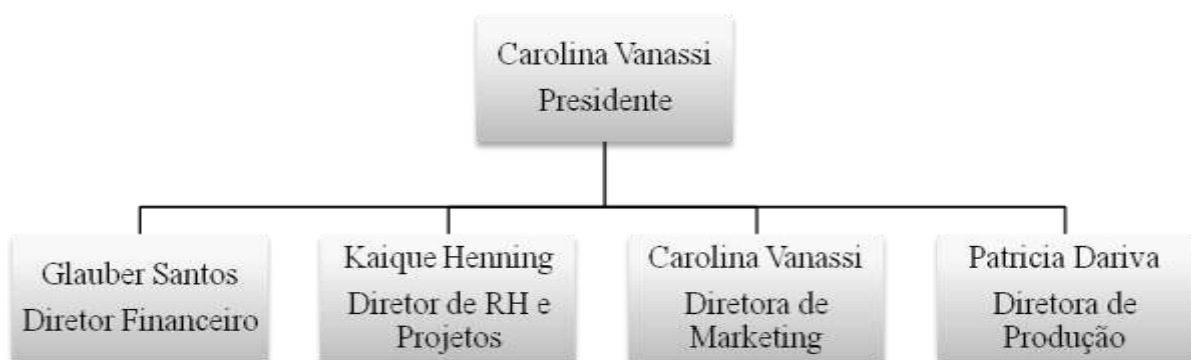 Carolina Vanassi
Presidente
Glauber Santos
Diretor Financeiro
Kaique Henning
Diretor de RH e
Projetos
Carolina Vanassi
Diretora de
Marketing
Patricia Dariva
Diretora de
Produção